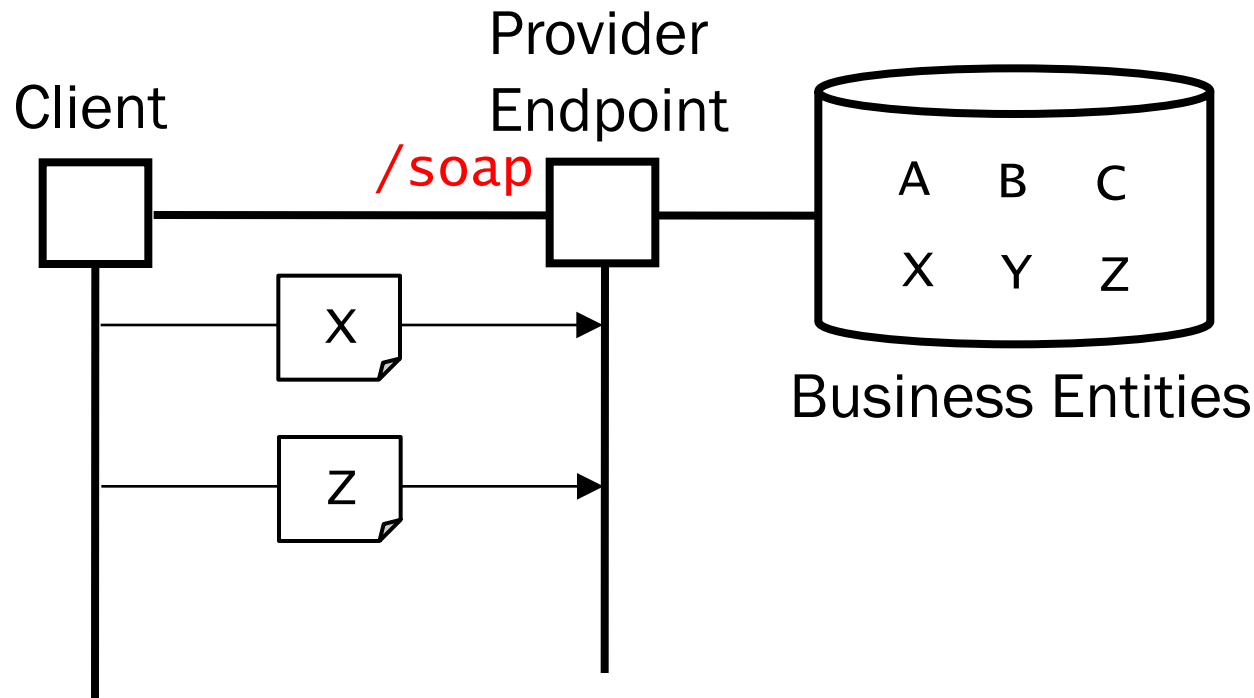 Provider
Endpoint
Client
/soap
A B C
X Y Z
Business Entities
X
Z